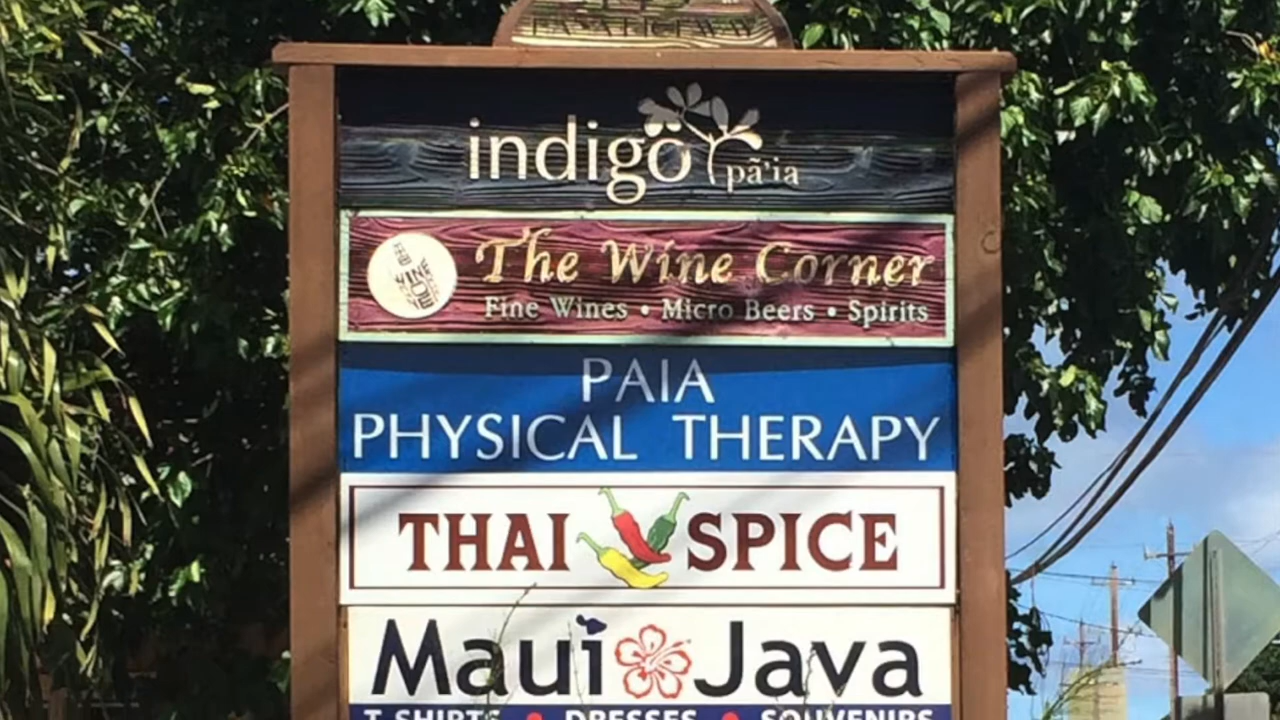 indigo pā'ia
The Wine Corner
Fine Wines • Micro Beers • Spirits
PAIA
PHYSICAL THERAPY
THAI SPICE
Maui Java
T-SHIRTS • DRESSES • SOUVENIRS